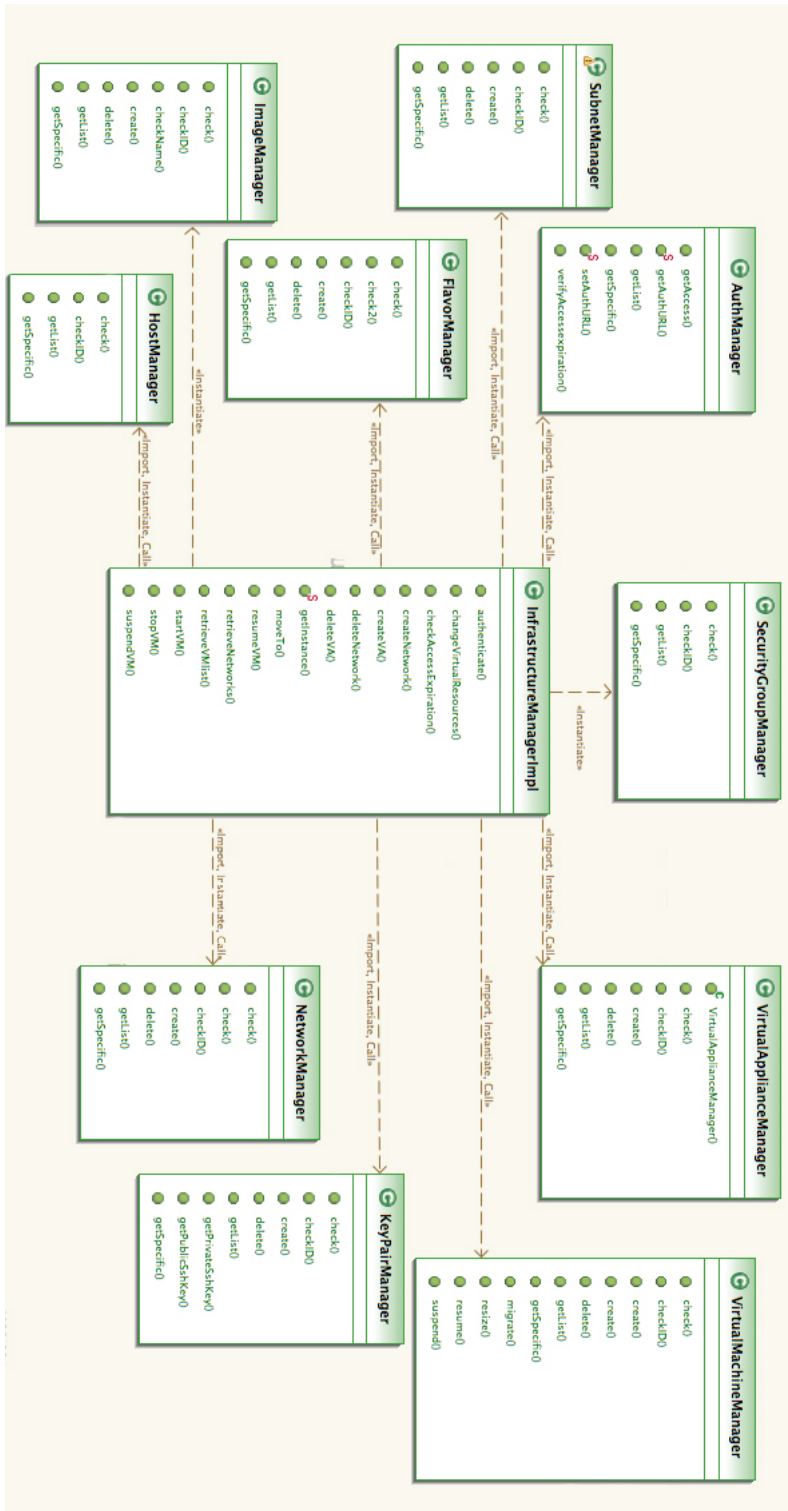 SubnetManager
check()
checkID()
create()
delete()
getList()
getSpecific()
ImageManager
check()
checkID()
checkName()
create()
delete()
getList()
getSpecific()
AuthManager
getAccess()
getAuthURL()
getList()
getSpecific()
setAuthURL()
verifyAccessexpiration()
FlavorManager
check()
check2()
checkID()
create()
delete()
getList()
getSpecific()
HostManager
check()
checkID()
getList()
getSpecific()
«Import, Instantiate, Call»
«Import, Instantiate, Call»
«Import, Instantiate, Call»
«Instantiate»
«Import, Instantiate, Call»
SecurityGroupManager
check()
checkID()
getList()
getSpecific()
«Instantiate»
InfrastructureManagerImpl
authenticate()
changeVirtualResources()
checkAccessExpiration()
createNetwork()
createVA()
deleteNetwork()
deleteVA()
getInstance()
moveTo()
resumeVM()
retrieveNetworks()
retrieveVMlist()
startVM()
stopVM()
suspendVM()
«Import, Instantiate, Call»
«Import, Instantiate, Call»
«Import, Instantiate, Call»
«Import, Instantiate, Call»
VirtualApplianceManager
VirtualApplianceManager()
check()
checkID()
create()
delete()
getList()
getSpecific()
NetworkManager
check()
check()
checkID()
create()
delete()
getList()
getSpecific()
KeyPairManager
check()
checkID()
create()
delete()
getList()
getPrivateSshKey()
getPublicSshKey()
getSpecific()
VirtualMachineManager
check()
checkID()
create()
create()
delete()
getList()
getSpecific()
migrate()
resize()
resume()
suspend()